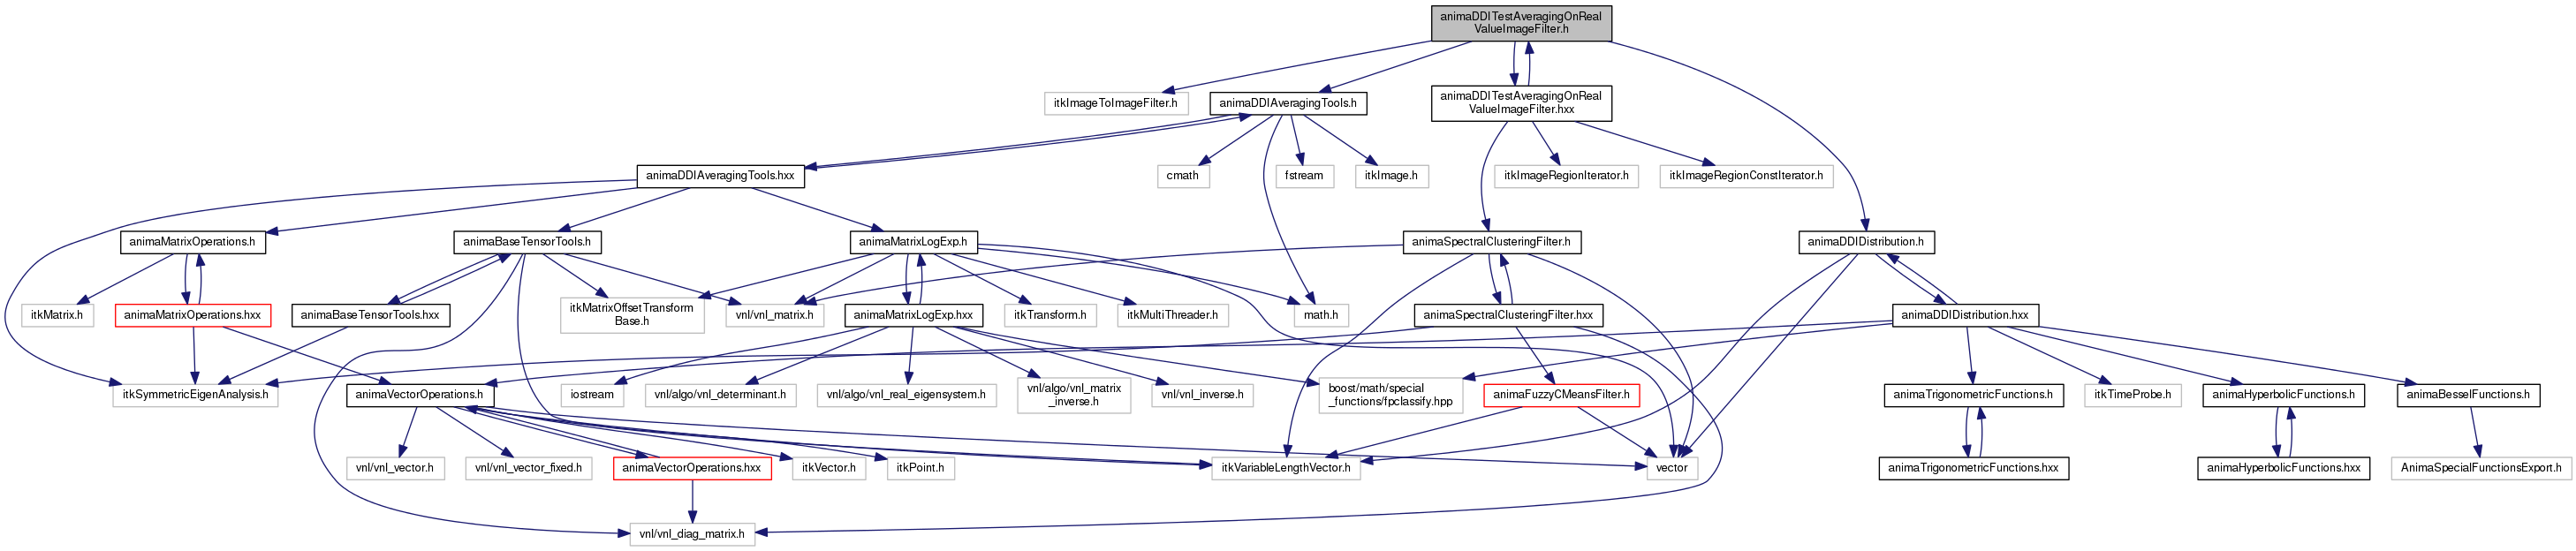 animaDDITestAveragingOnReal
ValueImageFilter.h
itkImageToImageFilter.h
animaDDIAveragingTools.h
animaDDITestAveragingOnReal
ValueImageFilter.hxx
animaDDIAveragingTools.hxx
cmath
fstream
itkImage.h
itkImageRegionIterator.h
itkImageRegionConstIterator.h
animaMatrixOperations.h
animaBaseTensorTools.h
animaMatrixLogExp.h
animaSpectralClusteringFilter.h
animaDDIDistribution.h
itkMatrix.h
animaMatrixOperations.hxx
animaBaseTensorTools.hxx
itkMatrixOffsetTransform
Base.h
vnl/vnl_matrix.h
animaMatrixLogExp.hxx
itkTransform.h
itkMultiThreader.h
math.h
animaSpectralClusteringFilter.hxx
animaDDIDistribution.hxx
itkSymmetricEigenAnalysis.h
animaVectorOperations.h
iostream
vnl/algo/vnl_determinant.h
vnl/algo/vnl_real_eigensystem.h
vnl/algo/vnl_matrix
_inverse.h
vnl/vnl_inverse.h
boost/math/special
_functions/fpclassify.hpp
animaFuzzyCMeansFilter.h
animaTrigonometricFunctions.h
itkTimeProbe.h
animaHyperbolicFunctions.h
animaBesselFunctions.h
vnl/vnl_vector.h
vnl/vnl_vector_fixed.h
animaVectorOperations.hxx
itkVector.h
itkPoint.h
itkVariableLengthVector.h
vector
animaTrigonometricFunctions.hxx
animaHyperbolicFunctions.hxx
AnimaSpecialFunctionsExport.h
vnl/vnl_diag_matrix.h